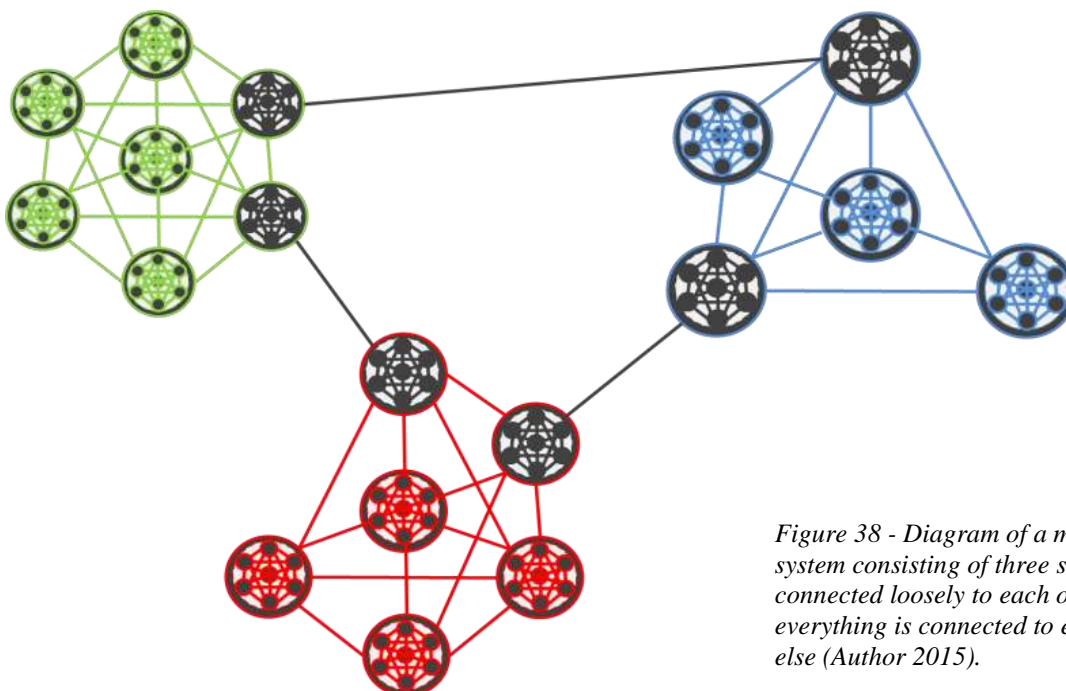 Figure 38 - Diagram of a m
system consisting of three s
connected loosely to each o
everything is connected to e
else (Author 2015).